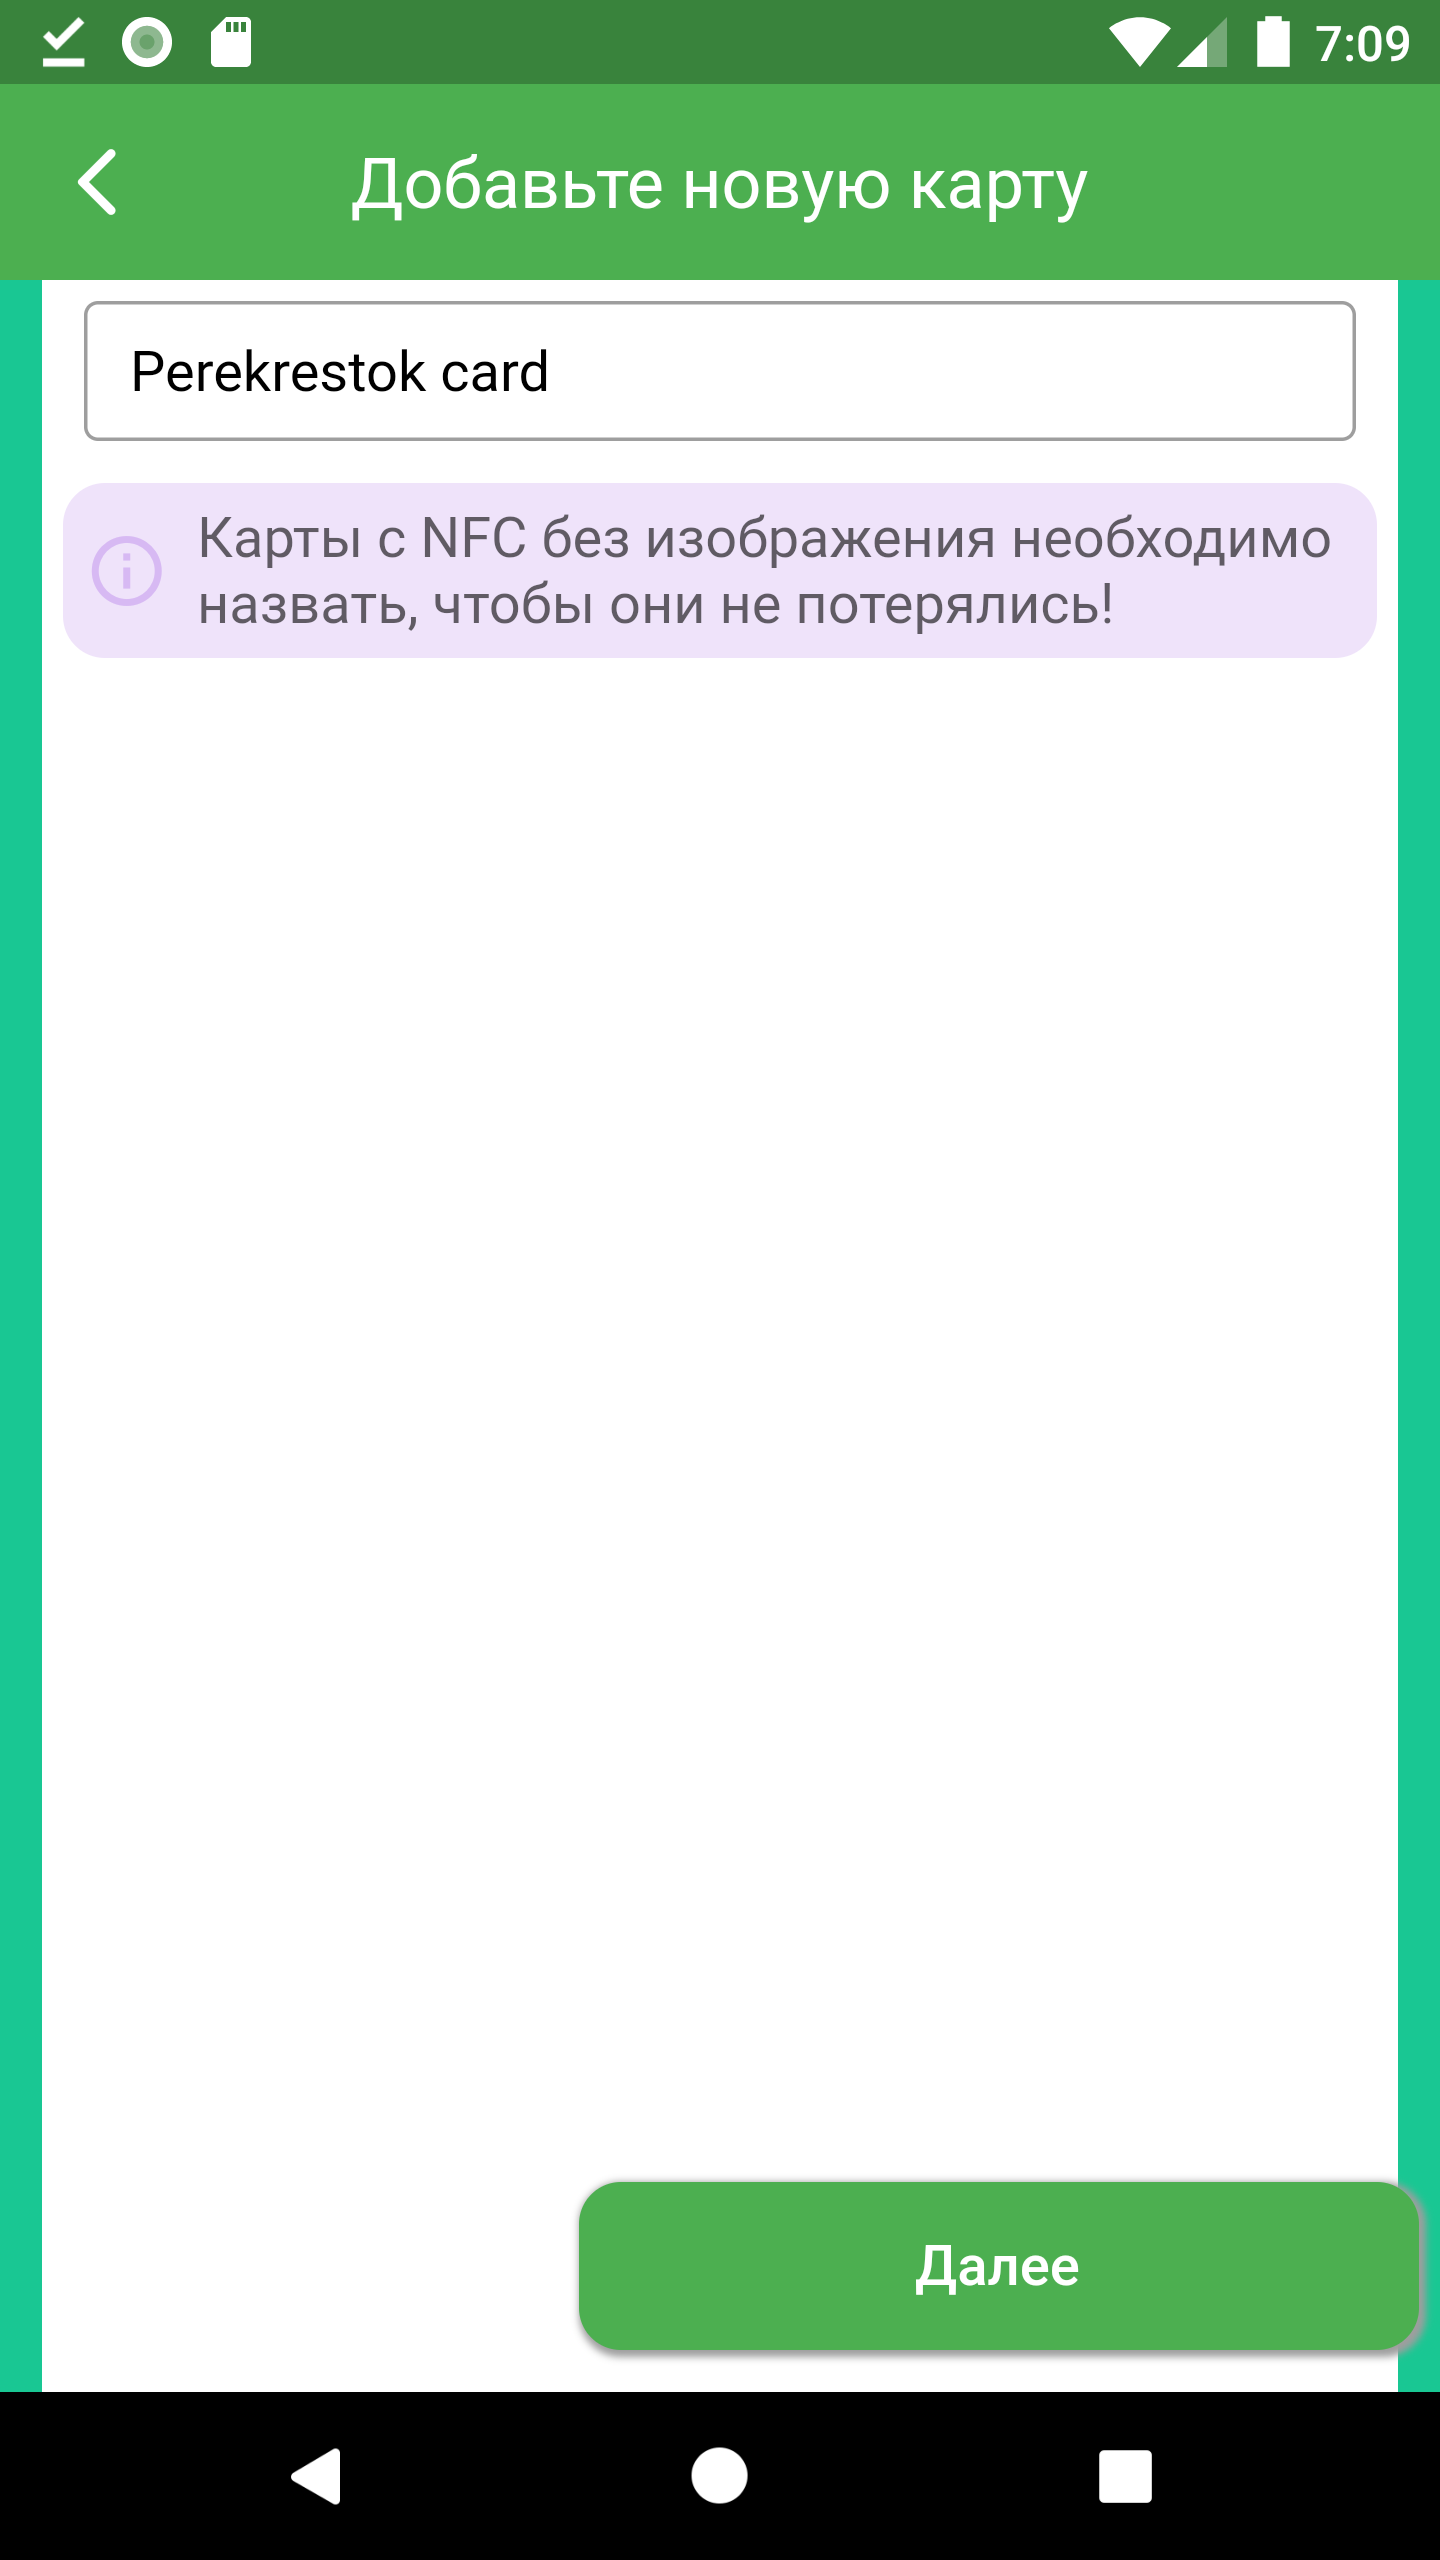 7:09
Добавьте новую карту
Perekrestok card
Карты с NFC без изображения необходимо
назвать, чтобы они не потерялись!
Далее